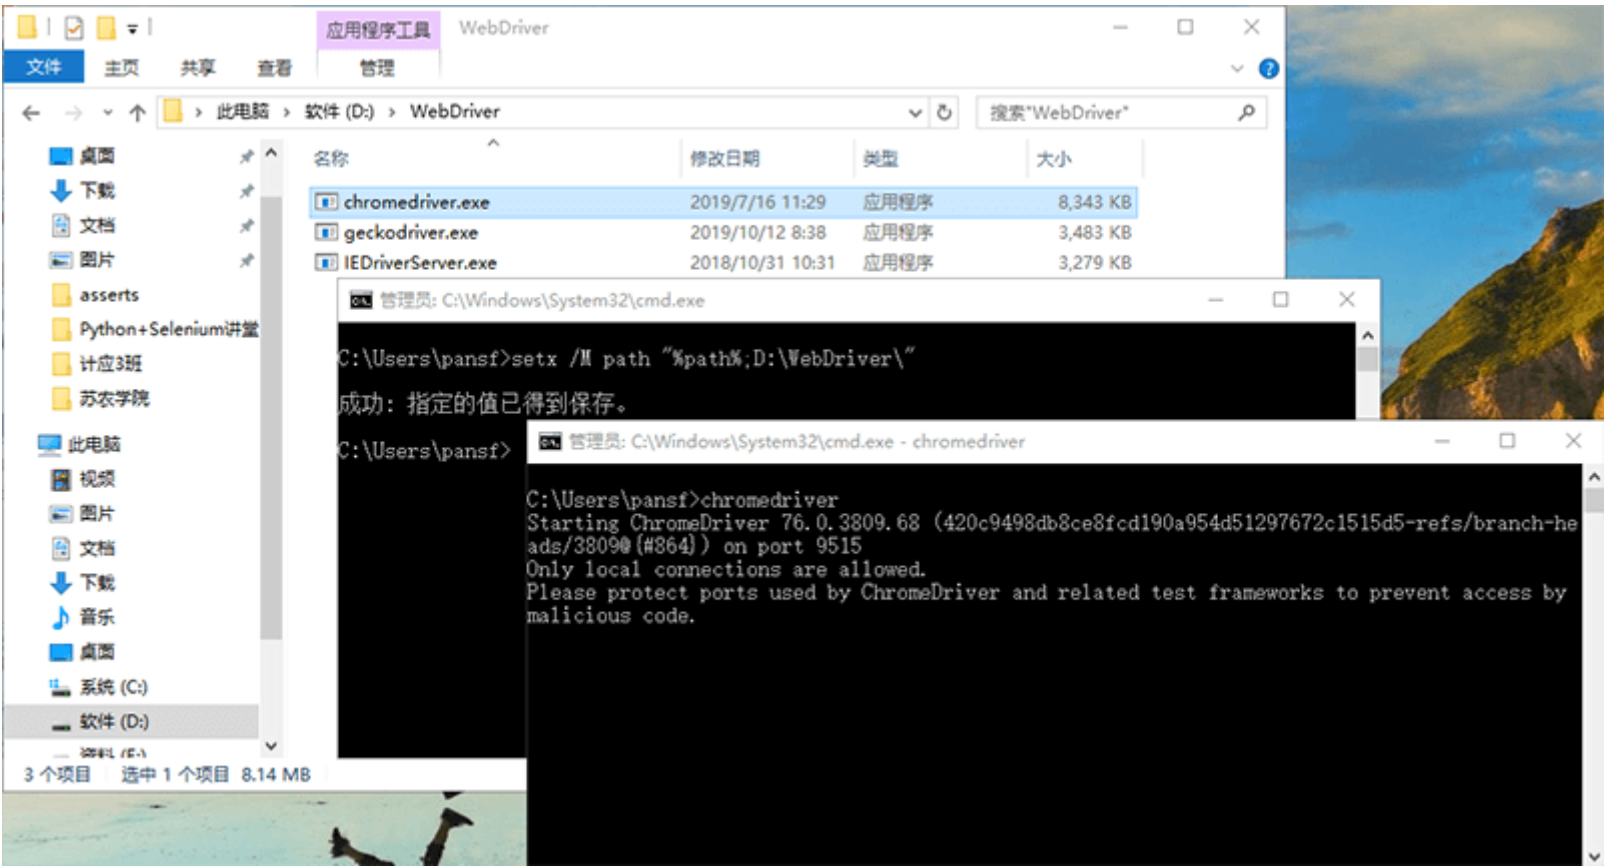 应用程序工具 WebDriver
文件 主页 共享 查看 管理
此电脑 软件 (D:) WebDriver 搜索"WebDriver"
名称 修改日期 类型 大小
chromedriver.exe 2019/7/16 11:29 应用程序 8,343 KB
geckodriver.exe 2019/10/12 8:38 应用程序 3,483 KB
IEDriverServer.exe 2018/10/31 10:31 应用程序 3,279 KB
桌面
下载
文档
图片
asserts
Python+Selenium讲堂
计应3班
苏农学院
此电脑
视频
图片
文档
下载
音乐
桌面
系统 (C:)
软件 (D:)
资料 (E:)
3 个项目 选中 1 个项目 8.14 MB
管理员: C:\Windows\System32\cmd.exe
C:\Users\pansf>setx /M path "%path%;D:\WebDriver\"
成功: 指定的值已得到保存。
C:\Users\pansf>
管理员: C:\Windows\System32\cmd.exe - chromedriver
C:\Users\pansf>chromedriver
Starting ChromeDriver 76.0.3809.68 (420c9498db8ce8fcd190a954d51297672c1515d5-refs/branch-he
ads/3809@{#864}) on port 9515
Only local connections are allowed.
Please protect ports used by ChromeDriver and related test frameworks to prevent access by
malicious code.